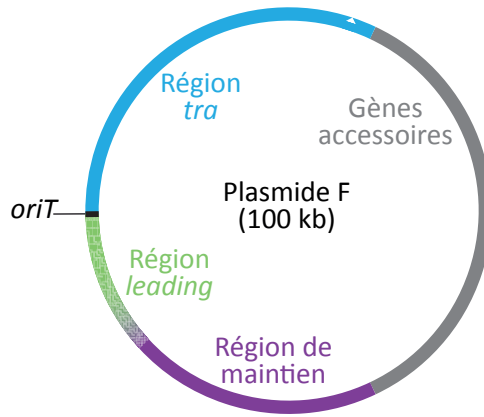 Région
tra
Gènes
accessoires
oriT
Plasmide F
(100 kb)
Région
leading
Région de
maintien